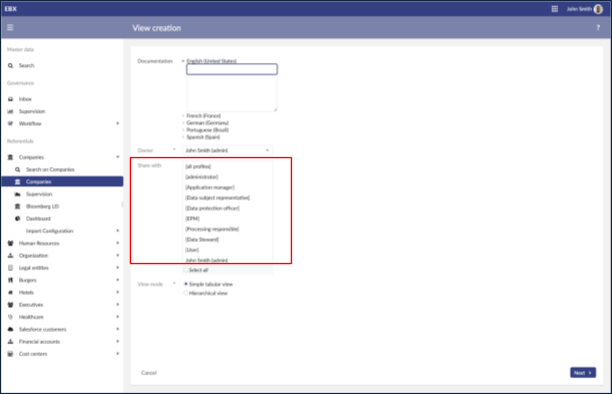 EBX
John Smith
View creation
?
Master data
Search
Governance
Inbox
Supervision
Workflow
Referentials
Companies
Search on Companies
Companies
Supervision
Bloomberg LEI
Dashboard
Import Configuration
Human Resources
Organization
Legal entities
Burgers
Hotels
Executives
Healthcare
Salesforce customers
Financial accounts
Cost centers
Documentation
English (United States)
French (France)
German (Germany)
Portuguese (Brazil)
Spanish (Spain)
Owner * John Smith (admin)
Share with
[all profiles]
[administrator]
[Application manager]
[Data subject representative]
[Data protection officer]
[EPM]
[Processing responsible]
[Data Steward]
[User]
John Smith (admin)
Select all
View mode * Simple tabular view
Hierarchical view
Cancel
Next